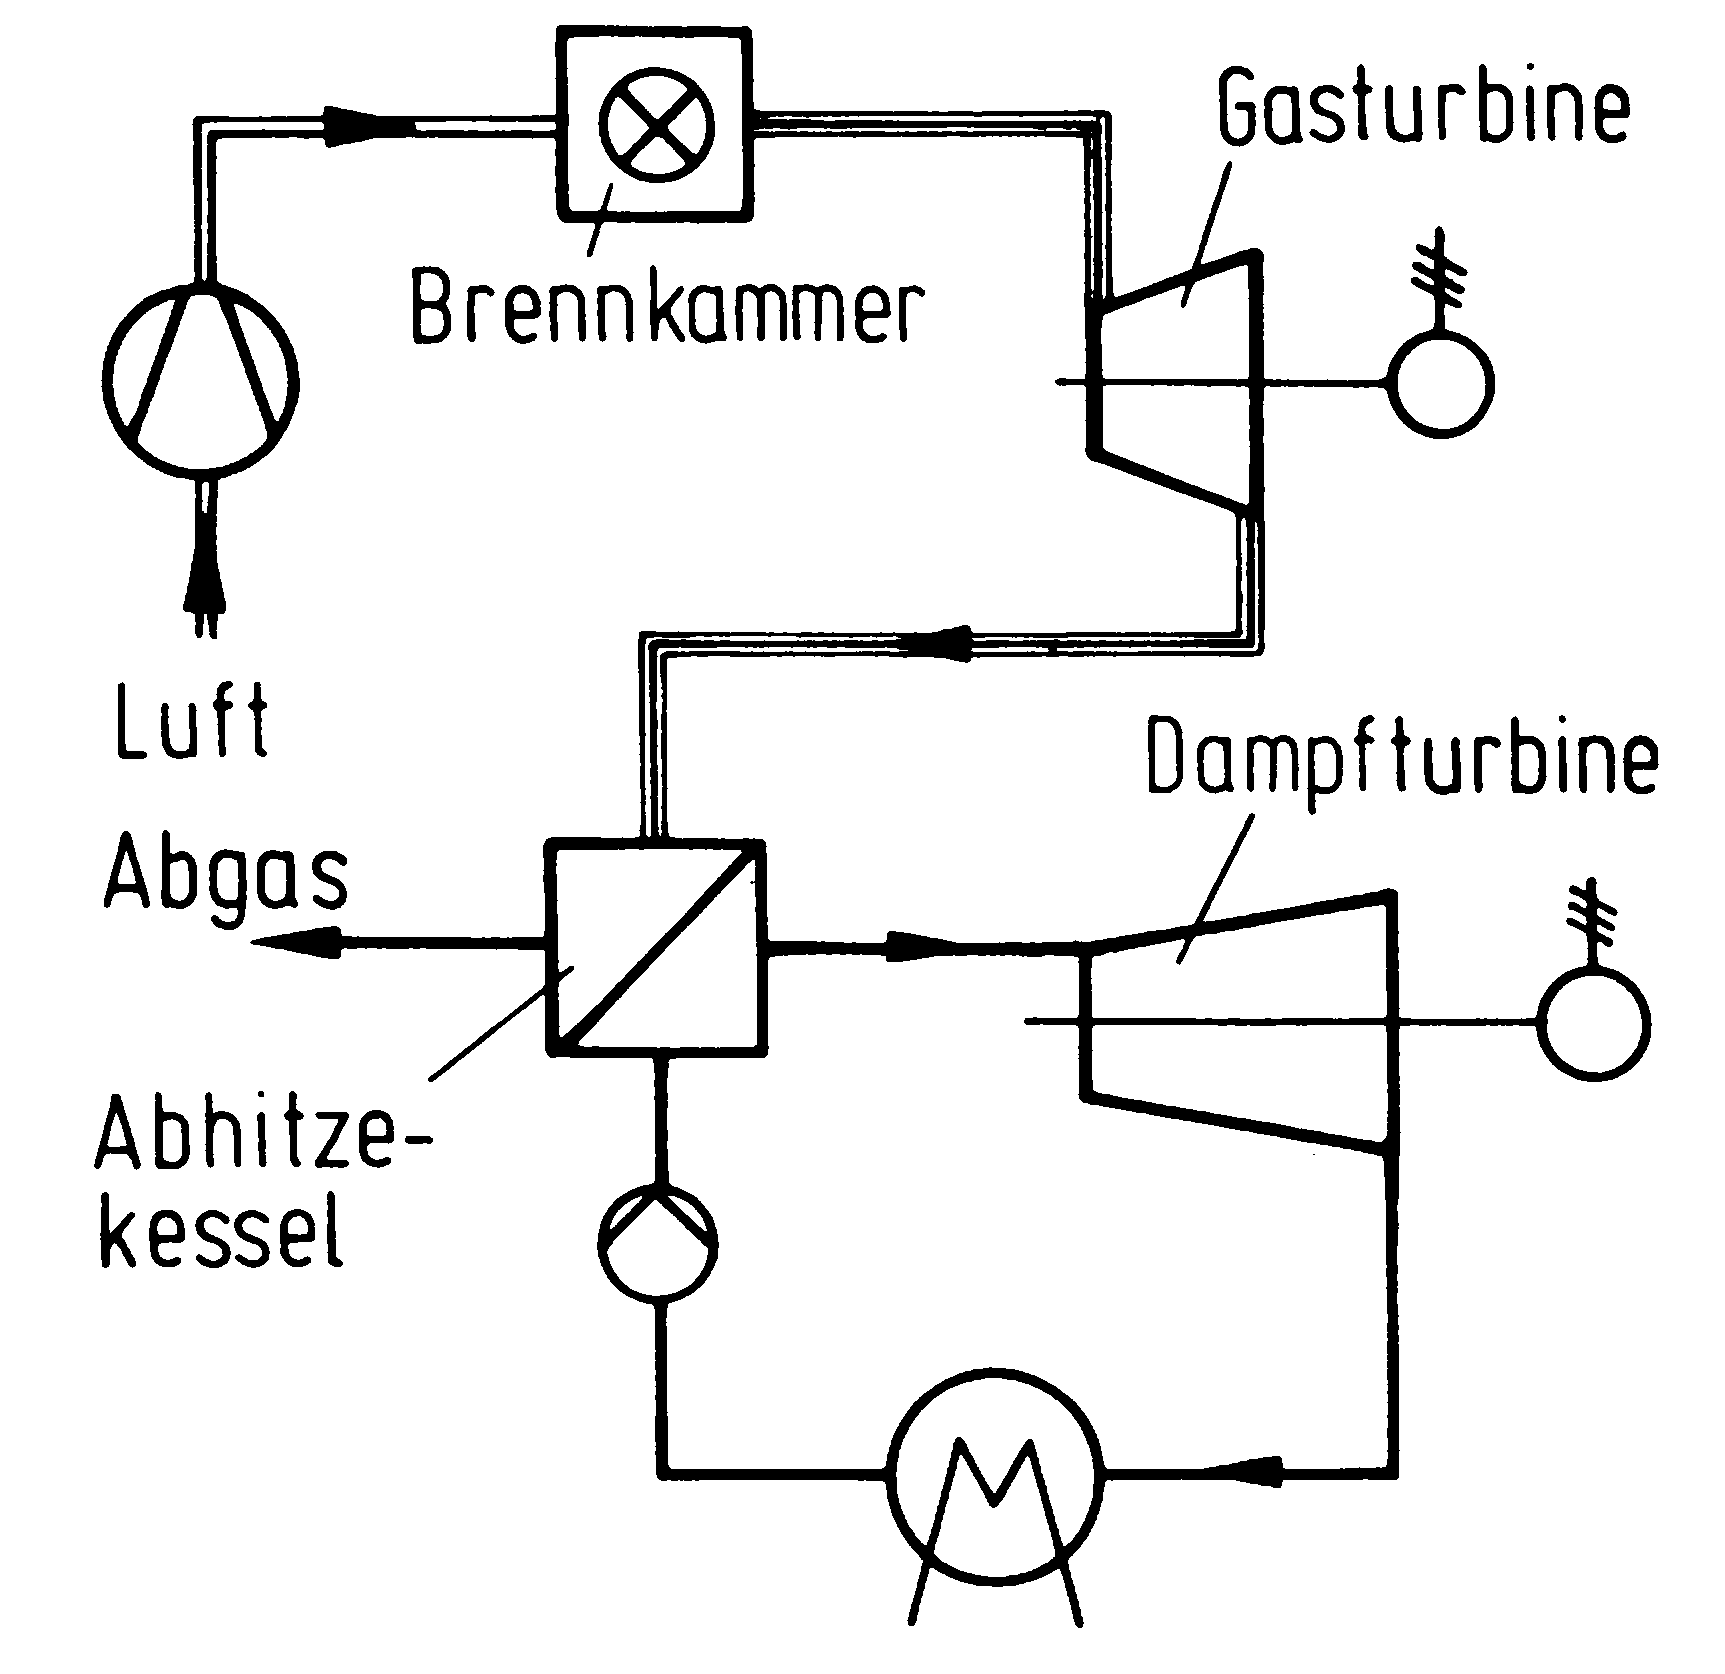 Gasturbine
Brennkammer
Luft
Dampfturbine
Abgas
Abhitze-
kessel